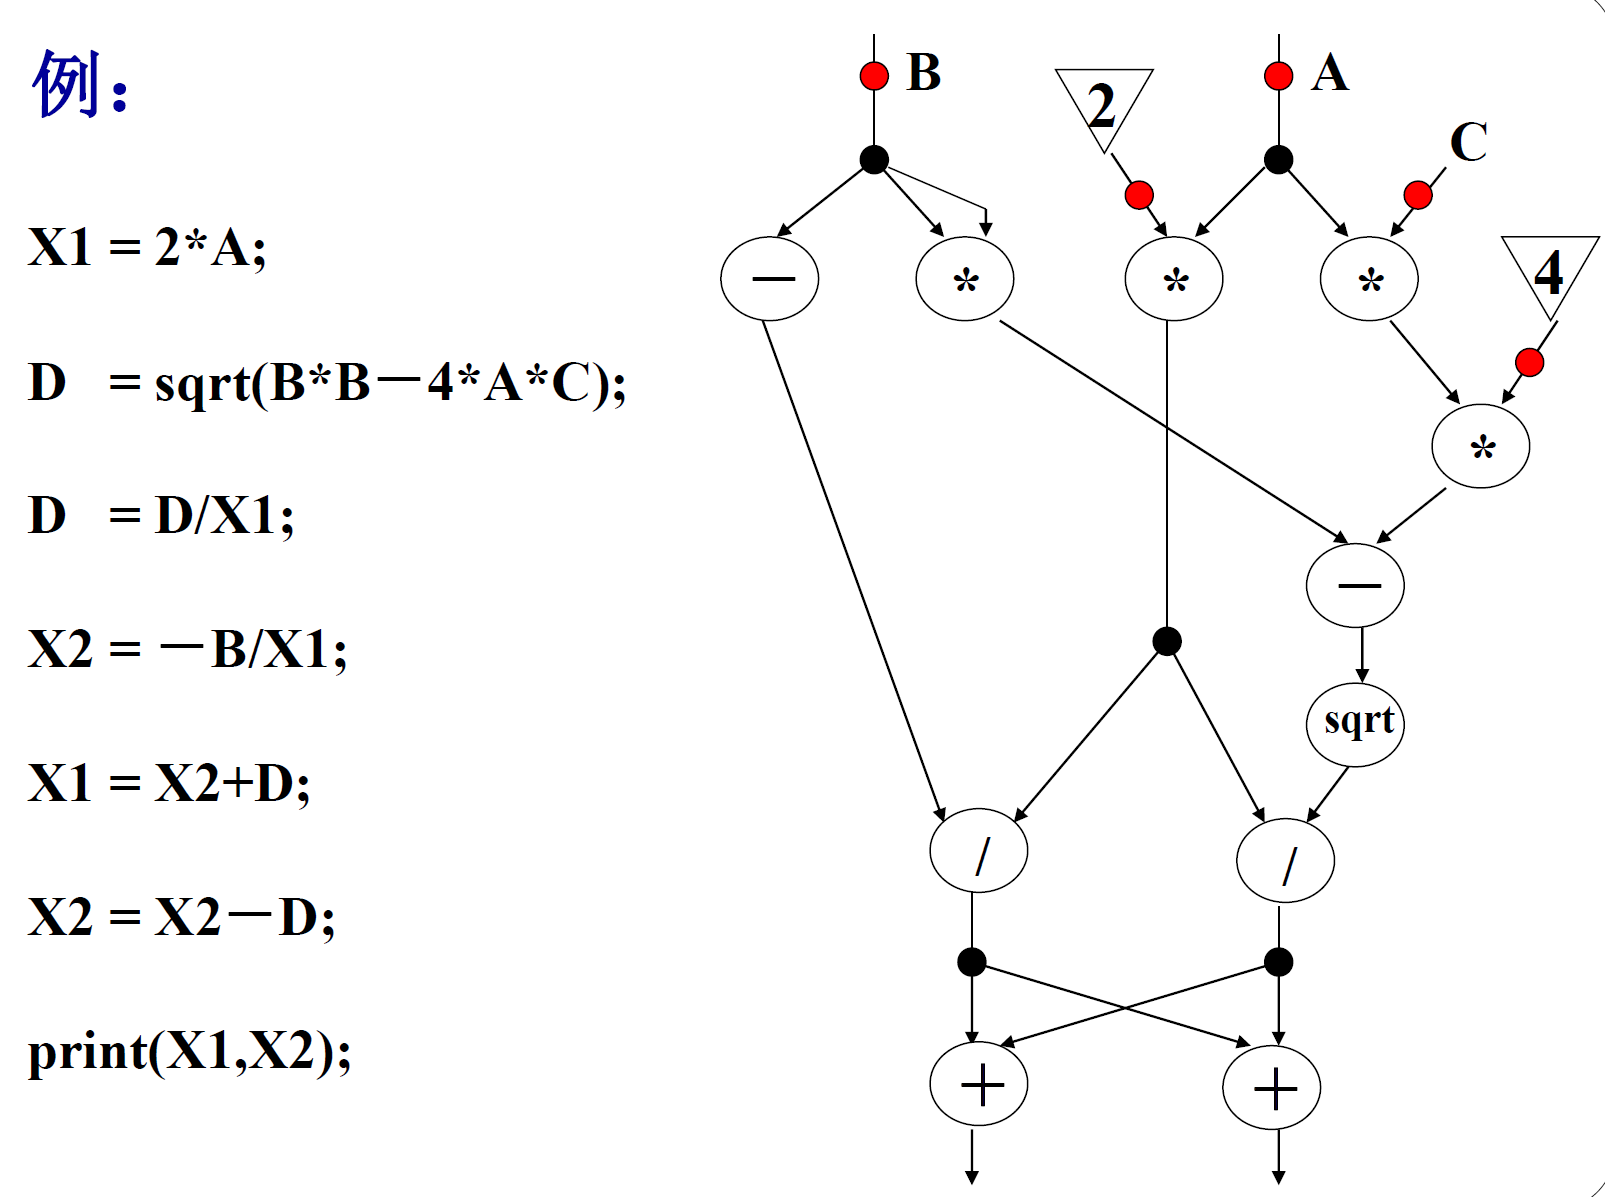 例：
X1 = 2*A;
D = sqrt(B*B－4*A*C);
D = D/X1;
X2 = －B/X1;
X1 = X2+D;
X2 = X2－D;
print(X1,X2);
B
2
A
C
－
*
*
*
4
*
－
sqrt
/
/
+
+